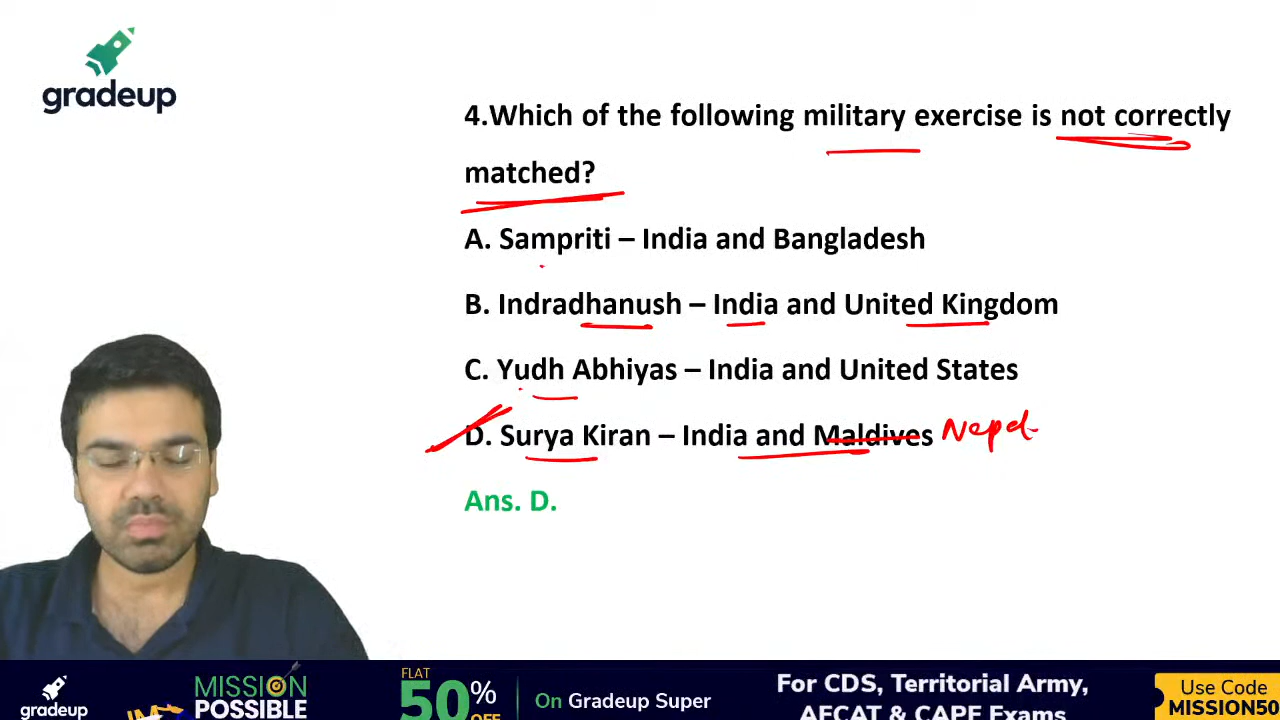 gradeup
4.Which of the following military exercise is not correctly
matched?
A. Sampriti – India and Bangladesh
B. Indradhanush – India and United Kingdom
C. Yudh Abhiyas – India and United States
D. Surya Kiran – India and Maldives Nepal
Ans. D.
gradeup
MISSION
POSSIBLE
FLAT
50%
OFF
On Gradeup Super
For CDS, Territorial Army,
AFCAT & CAPF Exams
Use Code
MISSION50